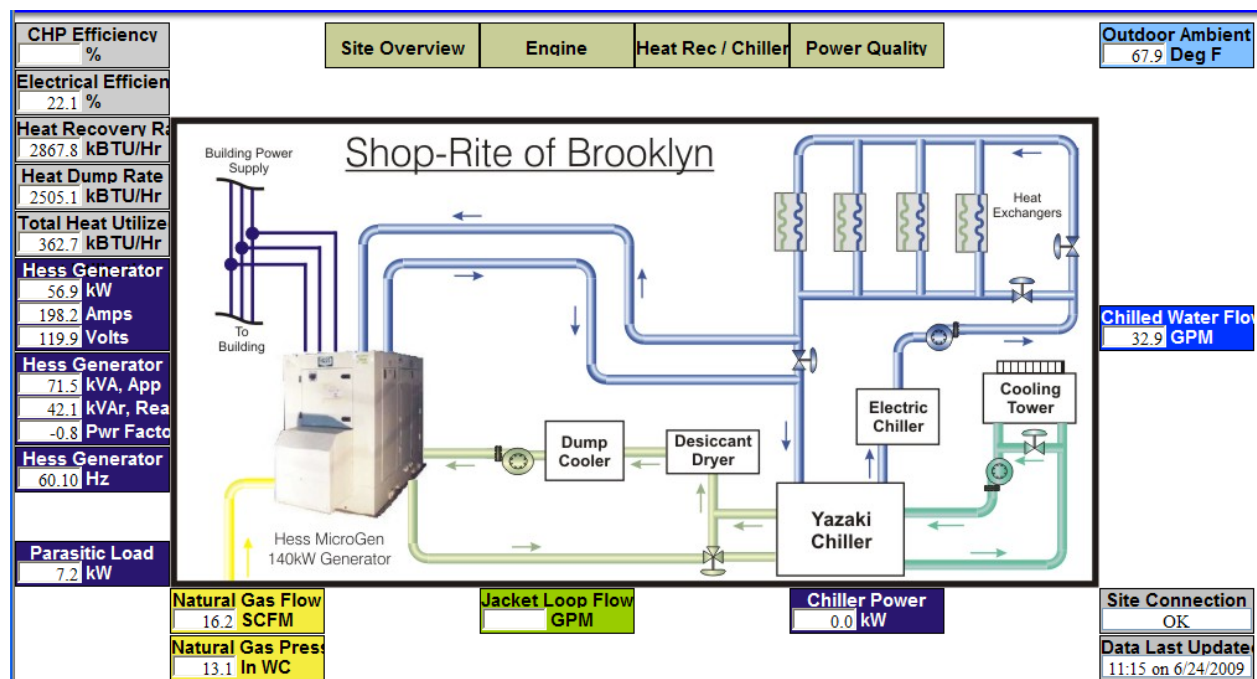 CHP Efficiency
%
Site Overview
Engine
Heat Rec / Chiller
Power Quality
Outdoor Ambient
67.9 Deg F
Electrical Efficien
22.1 %
Heat Recovery Ra
2867.8 kBTU/Hr
Heat Dump Rate
2505.1 kBTU/Hr
Total Heat Utilize
362.7 kBTU/Hr
Hess Generator
56.9 kW
198.2 Amps
119.9 Volts
Hess Generator
71.5 kVA, App
42.1 kVAr, Rea
-0.8 Pwr Facto
Hess Generator
60.10 Hz
Parasitic Load
7.2 kW
Shop-Rite of Brooklyn
Building Power
Supply
To
Building
Heat
Exchangers
Electric
Chiller
Cooling
Tower
Dump
Cooler
Desiccant
Dryer
Yazaki
Chiller
Hess MicroGen
140kW Generator
Chilled Water Flow
32.9 GPM
Natural Gas Flow
16.2 SCFM
Natural Gas Press
13.1 In WC
Jacket Loop Flow
GPM
Chiller Power
0.0 kW
Site Connection
OK
Data Last Update
11:15 on 6/24/2009